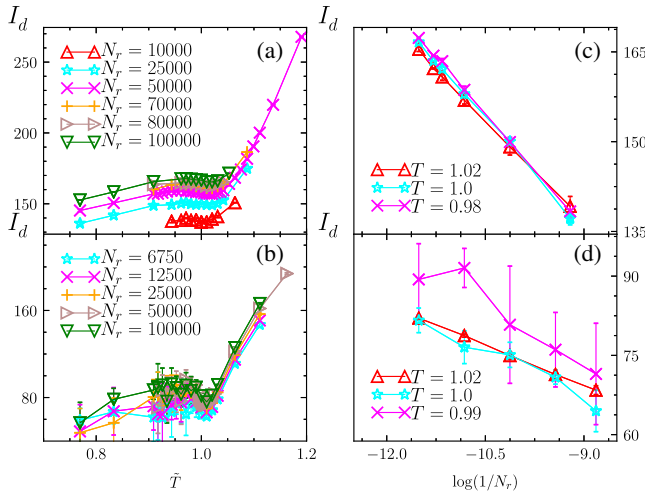 I_d
(a)
N_r = 10000
N_r = 25000
N_r = 50000
N_r = 70000
N_r = 80000
N_r = 100000
250
200
150
I_d
(c)
T = 1.02
T = 1.0
T = 0.98
165
150
135
I_d
(b)
N_r = 6750
N_r = 12500
N_r = 25000
N_r = 50000
N_r = 100000
160
80
0.8
1.0
1.2
T̃
I_d
(d)
T = 1.02
T = 1.0
T = 0.99
90
75
60
−12.0
−10.5
−9.0
log(1/N_r)